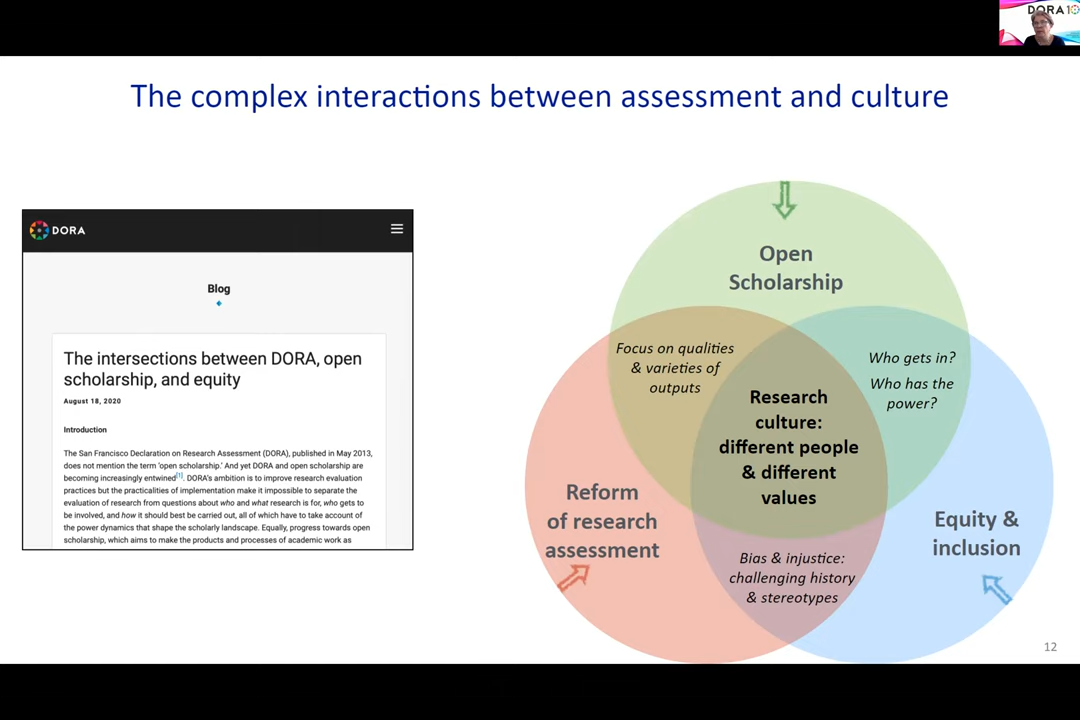 DORA10
The complex interactions between assessment and culture
DORA
Blog
The intersections between DORA, open
scholarship, and equity
August 18, 2020
Introduction
The San Francisco Declaration on Research Assessment (DORA), published in May 2013,
does not mention the term 'open scholarship.' And yet DORA and open scholarship are
becoming increasingly entwined[1]. DORA's ambition is to improve research evaluation
practices but the practicalities of implementation make it impossible to separate the
evaluation of research from questions about who and what research is for, who gets to
be involved, and how it should best be carried out, all of which have to take account of
the power dynamics that shape the scholarly landscape. Equally, progress towards open
scholarship, which aims to make the products and processes of academic work as
Open
Scholarship
Focus on qualities
& varieties of
outputs
Who gets in?
Who has the
power?
Research
culture:
different people
& different
values
Reform
of research
assessment
Equity &
inclusion
Bias & injustice:
challenging history
& stereotypes
12